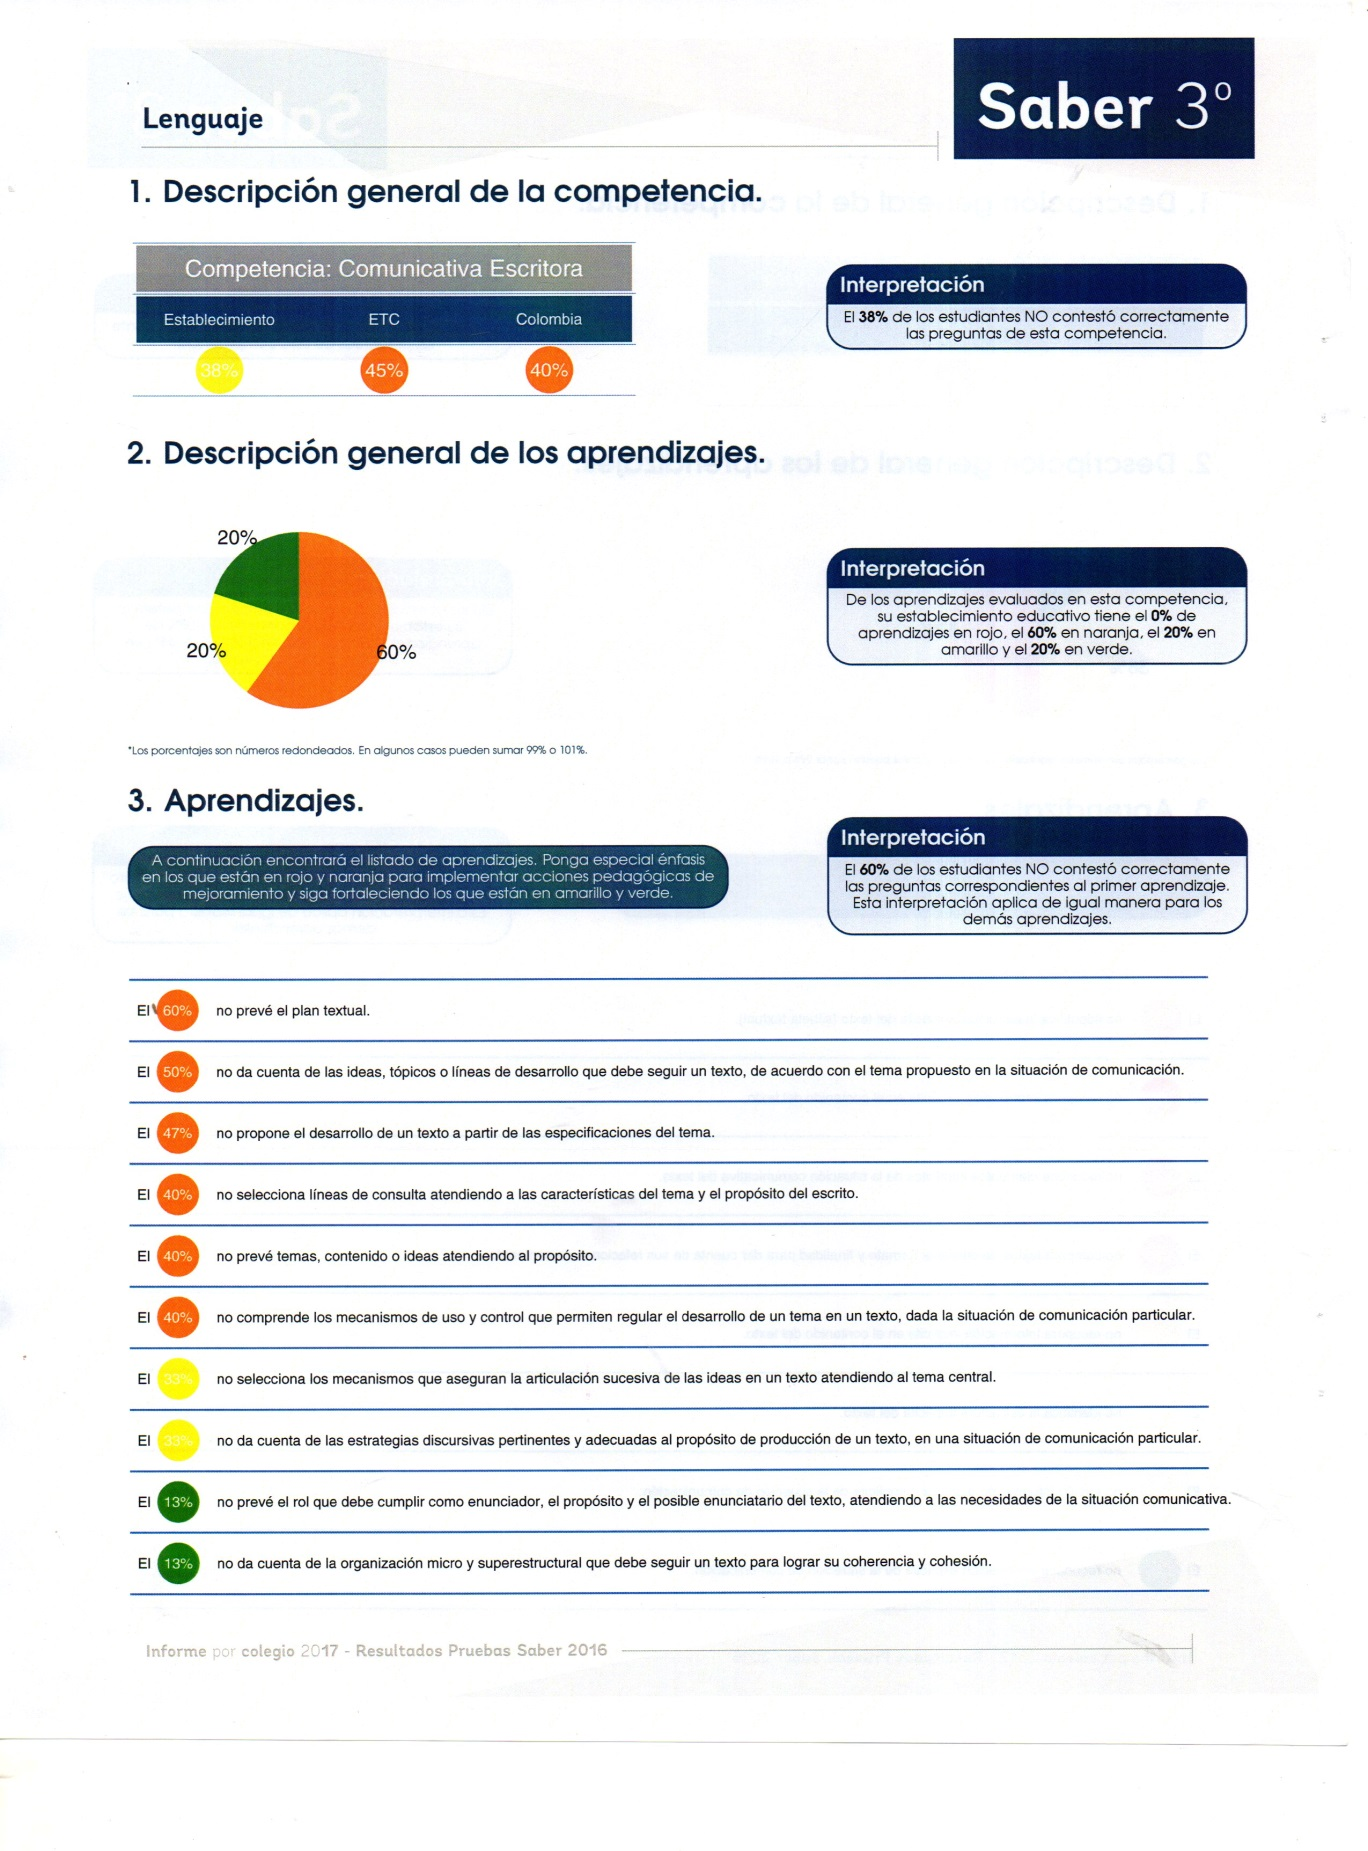 Lenguaje
Saber 3º
1. Descripción general de la competencia.
Competencia: Comunicativa Escritora
Establecimiento ETC Colombia
38% 45% 40%
Interpretación
El 38% de los estudiantes NO contestó correctamente
las preguntas de esta competencia.
2. Descripción general de los aprendizajes.
20%
20%
60%
Interpretación
De los aprendizajes evaluados en esta competencia,
su establecimiento educativo tiene el 0% de
aprendizajes en rojo, el 60% en naranja, el 20% en
amarillo y el 20% en verde.
*Los porcentajes son números redondeados. En algunos casos pueden sumar 99% o 101%.
3. Aprendizajes.
A continuación encontrará el listado de aprendizajes. Ponga especial énfasis
en los que están en rojo y naranja para implementar acciones pedagógicas de
mejoramiento y siga fortaleciendo los que están en amarillo y verde.
Interpretación
El 60% de los estudiantes NO contestó correctamente
las preguntas correspondientes al primer aprendizaje.
Esta interpretación aplica de igual manera para los
demás aprendizajes.
El 60% no prevé el plan textual.
El 50% no da cuenta de las ideas, tópicos o líneas de desarrollo que debe seguir un texto, de acuerdo con el tema propuesto en la situación de comunicación.
El 47% no propone el desarrollo de un texto a partir de las especificaciones del tema.
El 40% no selecciona líneas de consulta atendiendo a las características del tema y el propósito del escrito.
El 40% no prevé temas, contenido o ideas atendiendo al propósito.
El 40% no comprende los mecanismos de uso y control que permiten regular el desarrollo de un tema en un texto, dada la situación de comunicación particular.
El 33% no selecciona los mecanismos que aseguran la articulación sucesiva de las ideas en un texto atendiendo al tema central.
El 33% no da cuenta de las estrategias discursivas pertinentes y adecuadas al propósito de producción de un texto, en una situación de comunicación particular.
El 13% no prevé el rol que debe cumplir como enunciador, el propósito y el posible enunciatario del texto, atendiendo a las necesidades de la situación comunicativa.
El 13% no da cuenta de la organización micro y superestructural que debe seguir un texto para lograr su coherencia y cohesión.
Informe por colegio 2017 - Resultados Pruebas Saber 2016